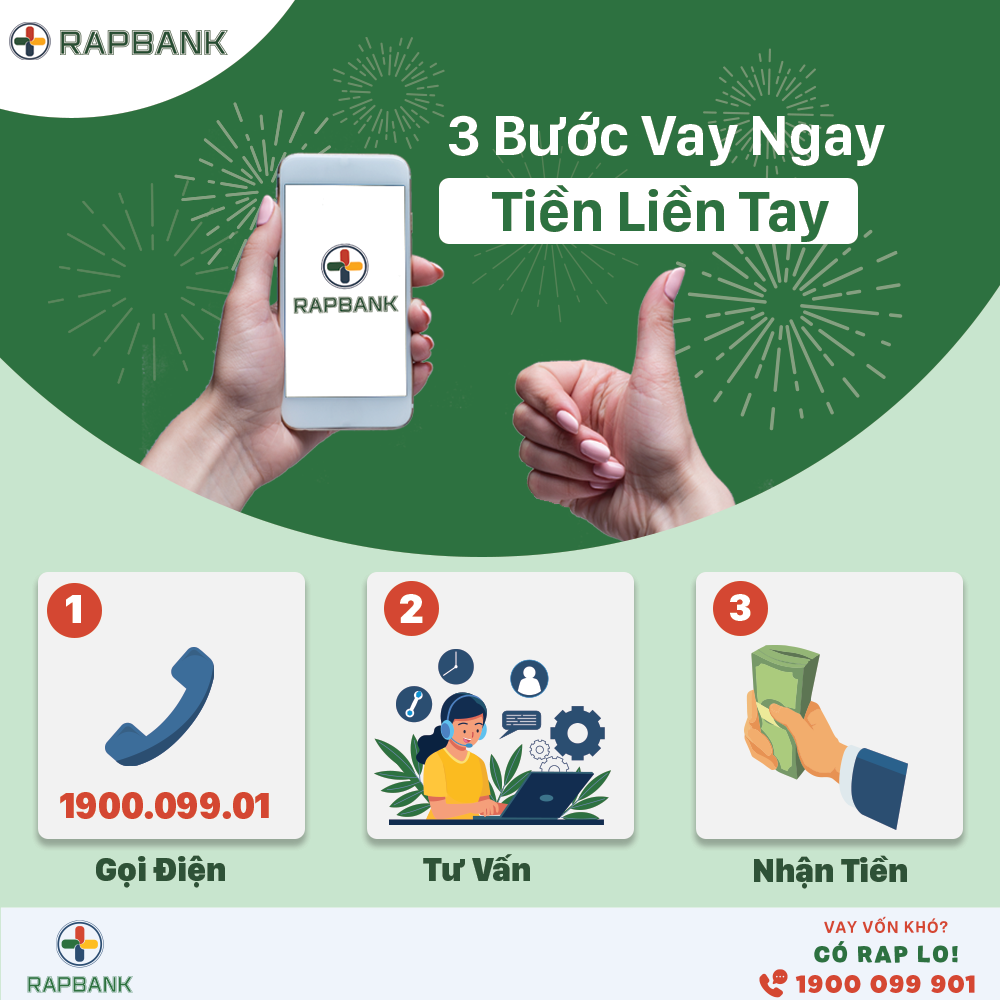 RAPBANK
3 Bước Vay Ngay
Tiền Liền Tay
RAPBANK
1
2
3
1900.099.01
Gọi Điện
Tư Vấn
Nhận Tiền
RAPBANK
VAY VỐN KHÓ?
CÓ RAP LO!
1900 099 901